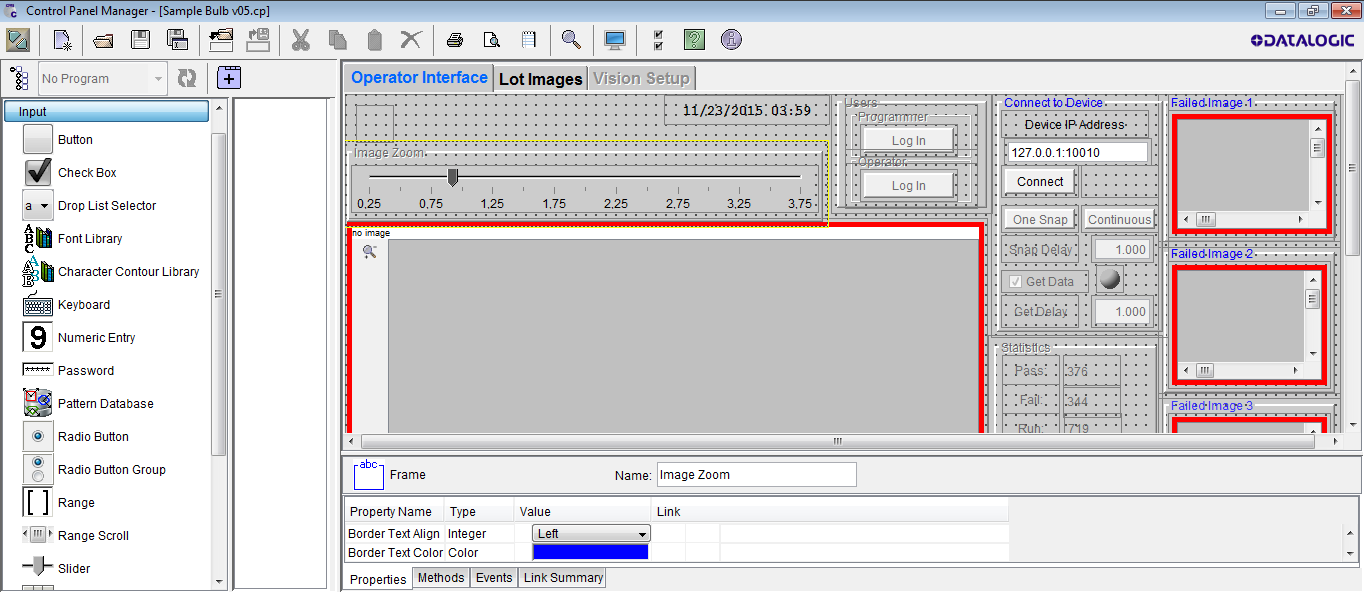 Control Panel Manager - [Sample Bulb v05.cp]
DATALOGIC
No Program
Input
Button
Check Box
a
Drop List Selector
ABC
Font Library
Character Contour Library
Keyboard
9
Numeric Entry
*****
Password
Pattern Database
Radio Button
Radio Button Group
[ ]
Range
Range Scroll
Slider
Operator Interface
Lot Images
Vision Setup
11/23/2015 03:59
Image Zoom
0,25 0,75 1,25 1,75 2,25 2,75 3,25 3,75
no image
Users
Programmer
Log In
Operator
Log In
Connect to Device
Device IP Address
127.0.0.1:10010
Connect
One Snap
Continuous
Snap Delay
1.000
Get Data
Get Delay
1.000
Statistics
Pass: 376
Fail: 344
Run: 719
Failed Image 1
Failed Image 2
Failed Image 3
abc
Frame
Name: Image Zoom
Property Name Type Value Link
Border Text Align Integer Left
Border Text Color Color
Properties Methods Events Link Summary